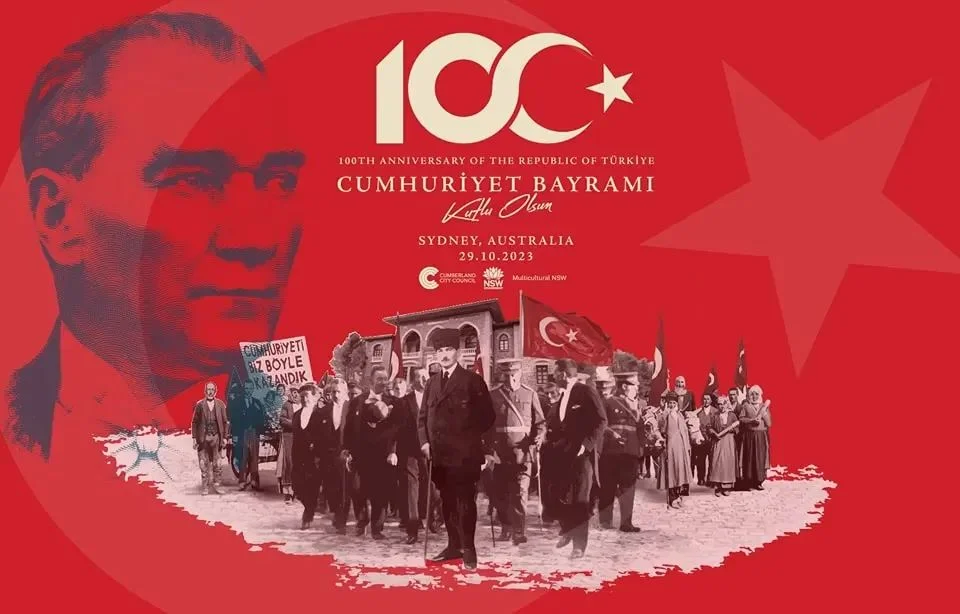 100
100TH ANNIVERSARY OF THE REPUBLIC OF TÜRKİYE
CUMHURİYET BAYRAMI
Kutlu Olsun
SYDNEY, AUSTRALIA
29.10.2023
CUMBERLAND
CITY COUNCIL
NSW
Multicultural NSW
CUMHURİYETİ
BİZ BÖYLE
KAZANDIK